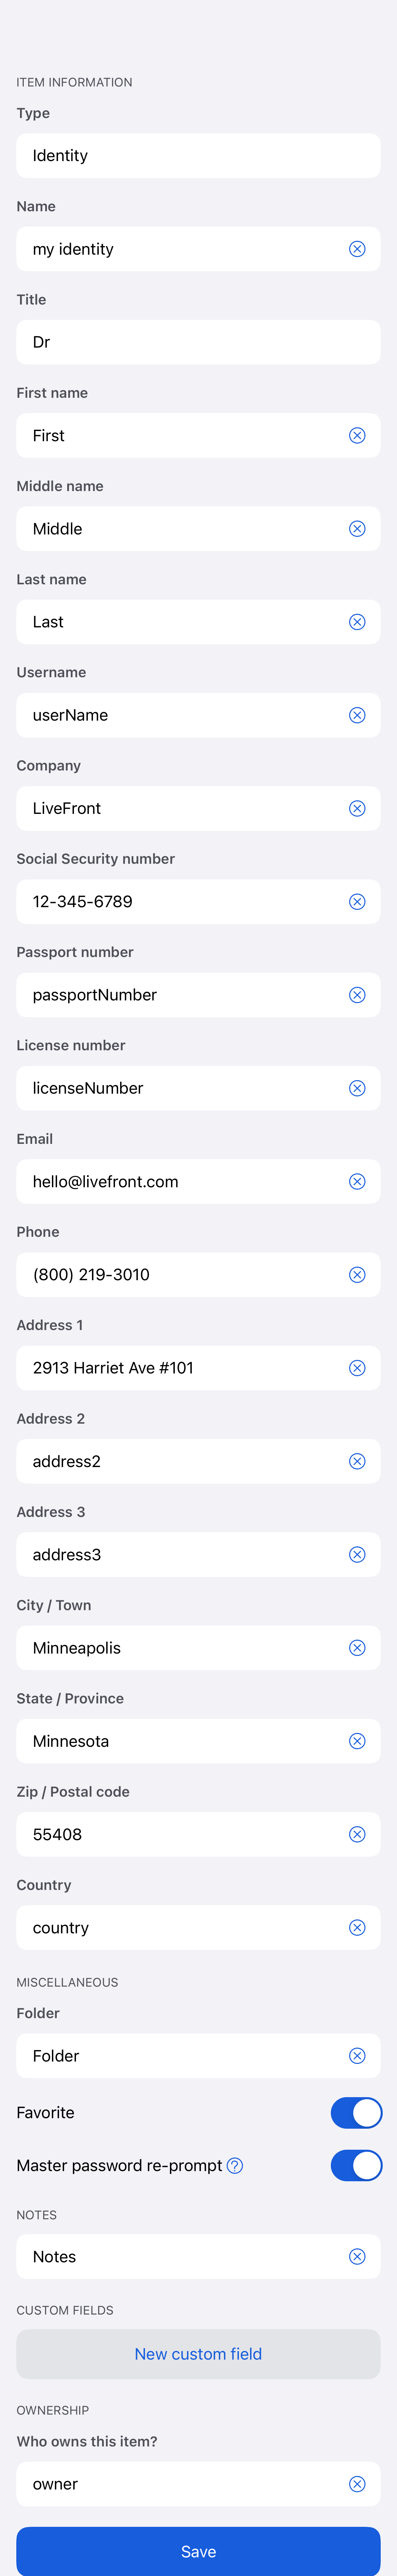 ITEM INFORMATION
Type
Identity
Name
my identity
Title
Dr
First name
First
Middle name
Middle
Last name
Last
Username
userName
Company
LiveFront
Social Security number
12-345-6789
Passport number
passportNumber
License number
licenseNumber
Email
hello@livefront.com
Phone
(800) 219-3010
Address 1
2913 Harriet Ave #101
Address 2
address2
Address 3
address3
City / Town
Minneapolis
State / Province
Minnesota
Zip / Postal code
55408
Country
country
MISCELLANEOUS
Folder
Folder
Favorite
Master password re-prompt ?
NOTES
Notes
CUSTOM FIELDS
New custom field
OWNERSHIP
Who owns this item?
owner
Save